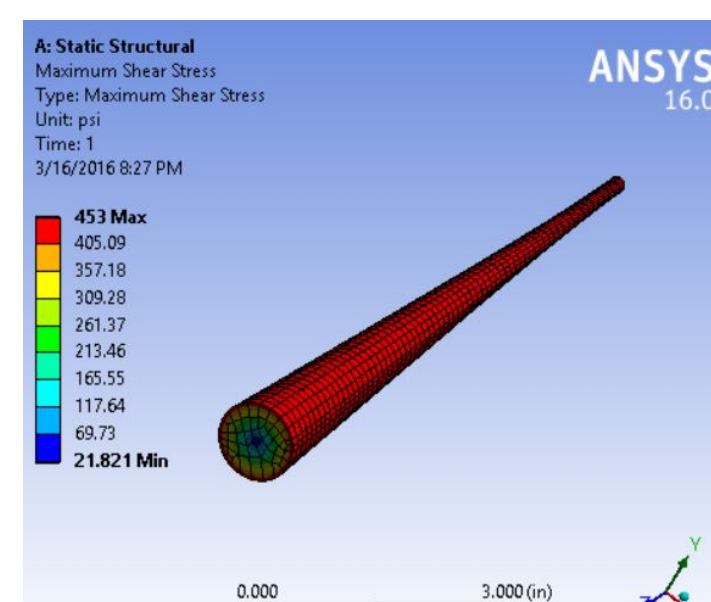 A: Static Structural
Maximum Shear Stress
Type: Maximum Shear Stress
Unit: psi
Time: 1
3/16/2016 8:27 PM
ANSYS
16.0
453 Max
405.09
357.18
309.28
261.37
213.46
165.55
117.64
69.73
21.821 Min
Y
0.000 3.000 (in)